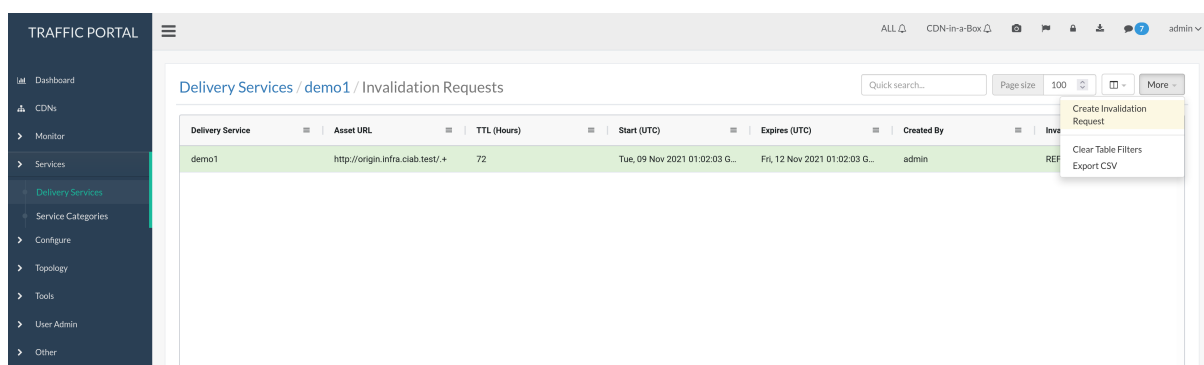 TRAFFIC PORTAL
ALL CDN-in-a-Box 7 admin
Dashboard
CDNs
Monitor
Services
Delivery Services
Service Categories
Configure
Topology
Tools
User Admin
Other
Delivery Services / demo1 / Invalidation Requests
Quick search...
Page size 100
More
Create Invalidation
Request
Clear Table Filters
Export CSV
Delivery Service Asset URL TTL (Hours) Start (UTC) Expires (UTC) Created By
demo1 http://origin.infra.ciab.test/.+ 72 Tue, 09 Nov 2021 01:02:03 G... Fri, 12 Nov 2021 01:02:03 G... admin